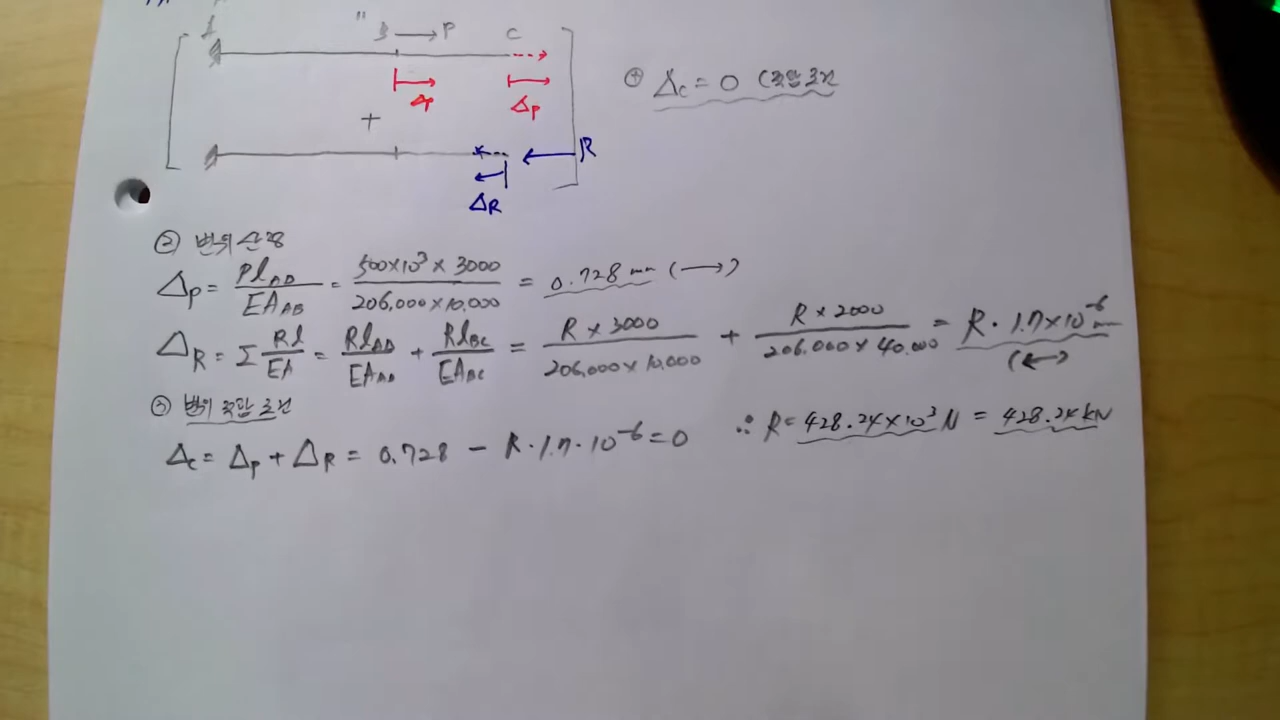 B → P C
Δp Δp
+
⊕ Δc = 0 (적합조건
R
ΔR
② 변위 산정
Δp = Pl_AB / EA_AB = 500×10³ × 3000 / 206,000×10,000 = 0.728 mm (→)
ΔR = Σ Rl / EA = Rl_AB / EA_AB + Rl_BC / EA_BC = R × 3000 / 206,000×10,000 + R × 2000 / 206,000×40,000 = R · 1.7×10⁻⁶ mm (←)
③ 변위 적합 조건
Δc = Δp + ΔR = 0.728 − R · 1.7 · 10⁻⁶ = 0 ∴ R = 428.24×10³ N = 428.24 kN